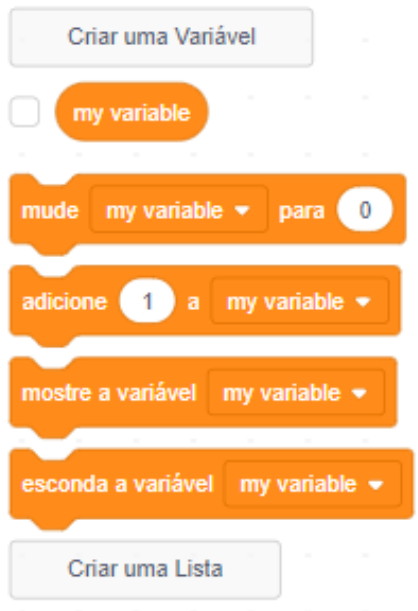 Criar uma Variável
my variable
mude my variable para 0
adicione 1 a my variable
mostre a variável my variable
esconda a variável my variable
Criar uma Lista